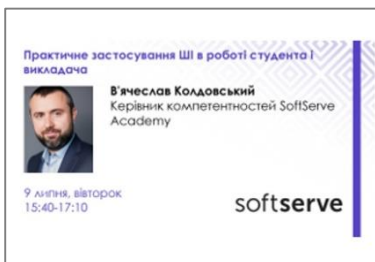 Практичне застосування ШІ в роботі студента і
викладача
В'ячеслав Колдовський
Керівник компетентностей SoftServe
Academy
9 липня, вівторок
15:40-17:10
softserve